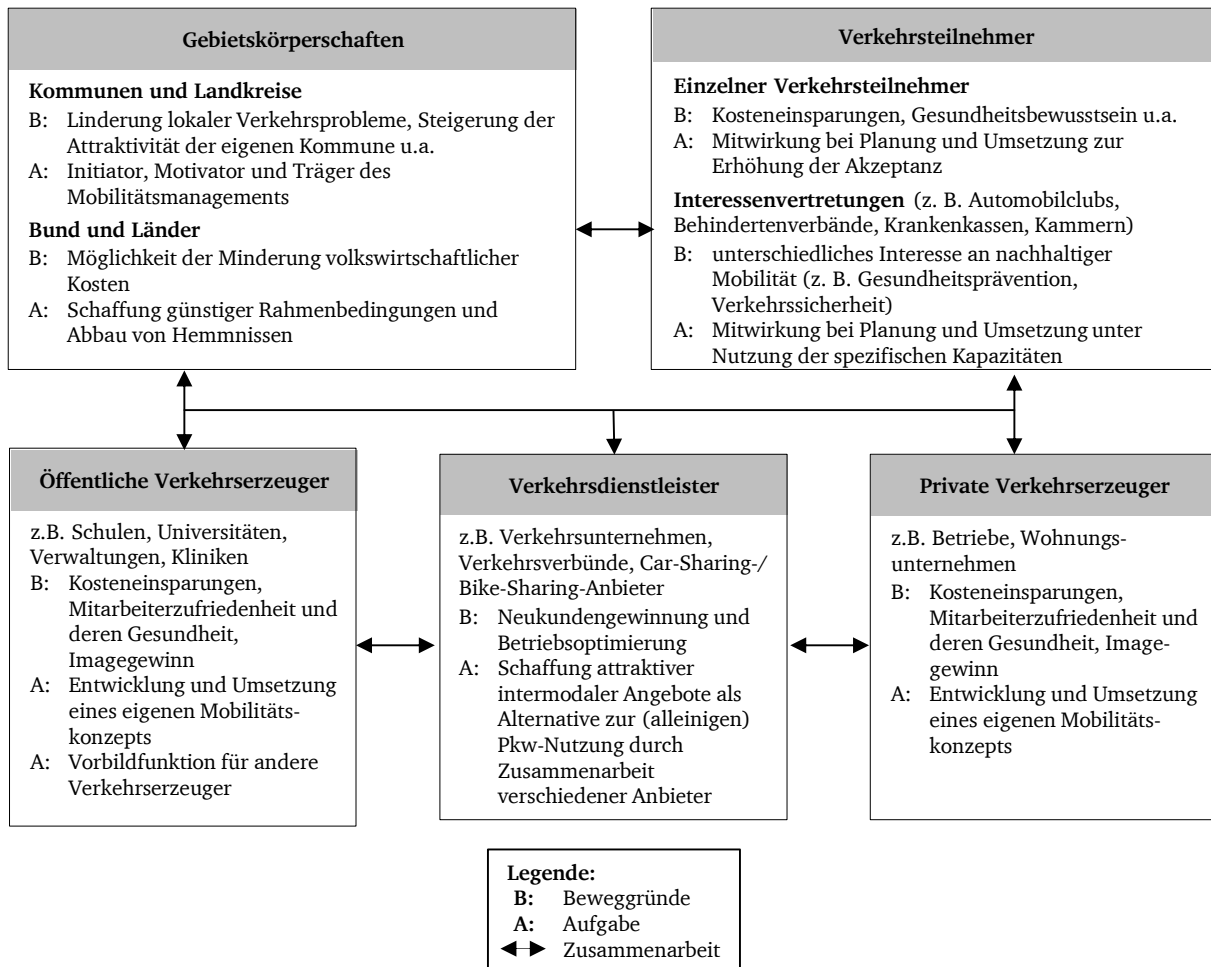 Gebietskörperschaften
Kommunen und Landkreise
B: Linderung lokaler Verkehrsprobleme, Steigerung der
Attraktivität der eigenen Kommune u.a.
A: Initiator, Motivator und Träger des
Mobilitätsmanagements
Bund und Länder
B: Möglichkeit der Minderung volkswirtschaftlicher
Kosten
A: Schaffung günstiger Rahmenbedingungen und
Abbau von Hemmnissen
Verkehrsteilnehmer
Einzelner Verkehrsteilnehmer
B: Kosteneinsparungen, Gesundheitsbewusstsein u.a.
A: Mitwirkung bei Planung und Umsetzung zur
Erhöhung der Akzeptanz
Interessenvertretungen (z. B. Automobilclubs,
Behindertenverbände, Krankenkassen, Kammern)
B: unterschiedliches Interesse an nachhaltiger
Mobilität (z. B. Gesundheitsprävention,
Verkehrssicherheit)
A: Mitwirkung bei Planung und Umsetzung unter
Nutzung der spezifischen Kapazitäten
Öffentliche Verkehrserzeuger
z.B. Schulen, Universitäten,
Verwaltungen, Kliniken
B: Kosteneinsparungen,
Mitarbeiterzufriedenheit und
deren Gesundheit,
Imagegewinn
A: Entwicklung und Umsetzung
eines eigenen Mobilitäts-
konzepts
A: Vorbildfunktion für andere
Verkehrserzeuger
Verkehrsdienstleister
z.B. Verkehrsunternehmen,
Verkehrsverbünde, Car-Sharing-/
Bike-Sharing-Anbieter
B: Neukundengewinnung und
Betriebsoptimierung
A: Schaffung attraktiver
intermodaler Angebote als
Alternative zur (alleinigen)
Pkw-Nutzung durch
Zusammenarbeit
verschiedener Anbieter
Private Verkehrserzeuger
z.B. Betriebe, Wohnungs-
unternehmen
B: Kosteneinsparungen,
Mitarbeiterzufriedenheit und
deren Gesundheit, Image-
gewinn
A: Entwicklung und Umsetzung
eines eigenen Mobilitäts-
konzepts
Legende:
B: Beweggründe
A: Aufgabe
Zusammenarbeit